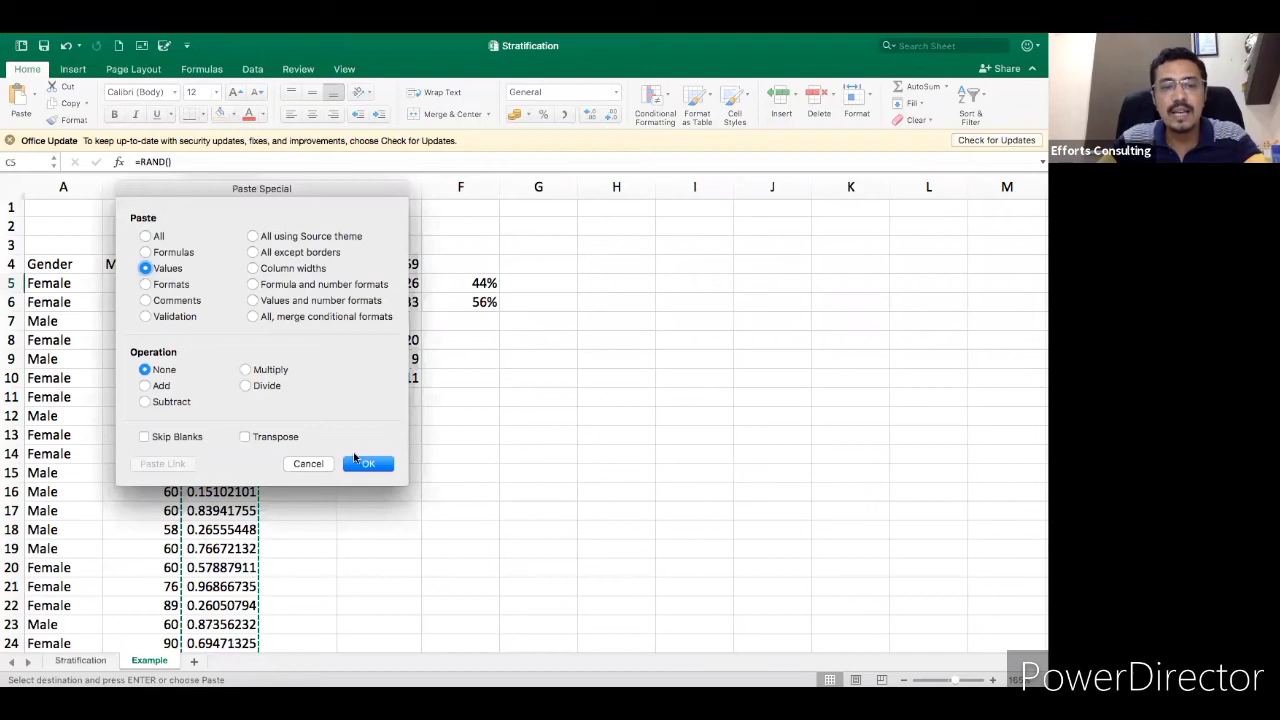 Stratification
Search Sheet
Home Insert Page Layout Formulas Data Review View
Share
Paste
Cut
Copy
Format
Calibri (Body) 12
A A
B I U
Wrap Text
Merge & Center
General
%
Conditional Formatting
Format as Table
Cell Styles
Insert
Delete
Format
AutoSum
Fill
Clear
Sort & Filter
Office Update To keep up-to-date with security updates, fixes, and improvements, choose Check for Updates.
Check for Updates
Efforts Consulting
C5 fx =RAND()
A F G H I J K L M
1
2
3
4 Gender M 59
5 Female 26 44%
6 Female 33 56%
7 Male
8 Female 20
9 Male 9
10 Female 11
11 Female
12 Male
13 Female
14 Female
15 Male
16 Male 60 0.15102101
17 Male 60 0.83941755
18 Male 58 0.26555448
19 Male 60 0.76672132
20 Female 60 0.57887911
21 Female 76 0.96866735
22 Female 89 0.26050794
23 Male 60 0.87356232
24 Female 90 0.69471325
Paste Special
Paste
All
All using Source theme
Formulas
All except borders
Values
Column widths
Formats
Formula and number formats
Comments
Values and number formats
Validation
All, merge conditional formats
Operation
None
Multiply
Add
Divide
Subtract
Skip Blanks
Transpose
Paste Link
Cancel
OK
Stratification Example +
Select destination and press ENTER or choose Paste
PowerDirector